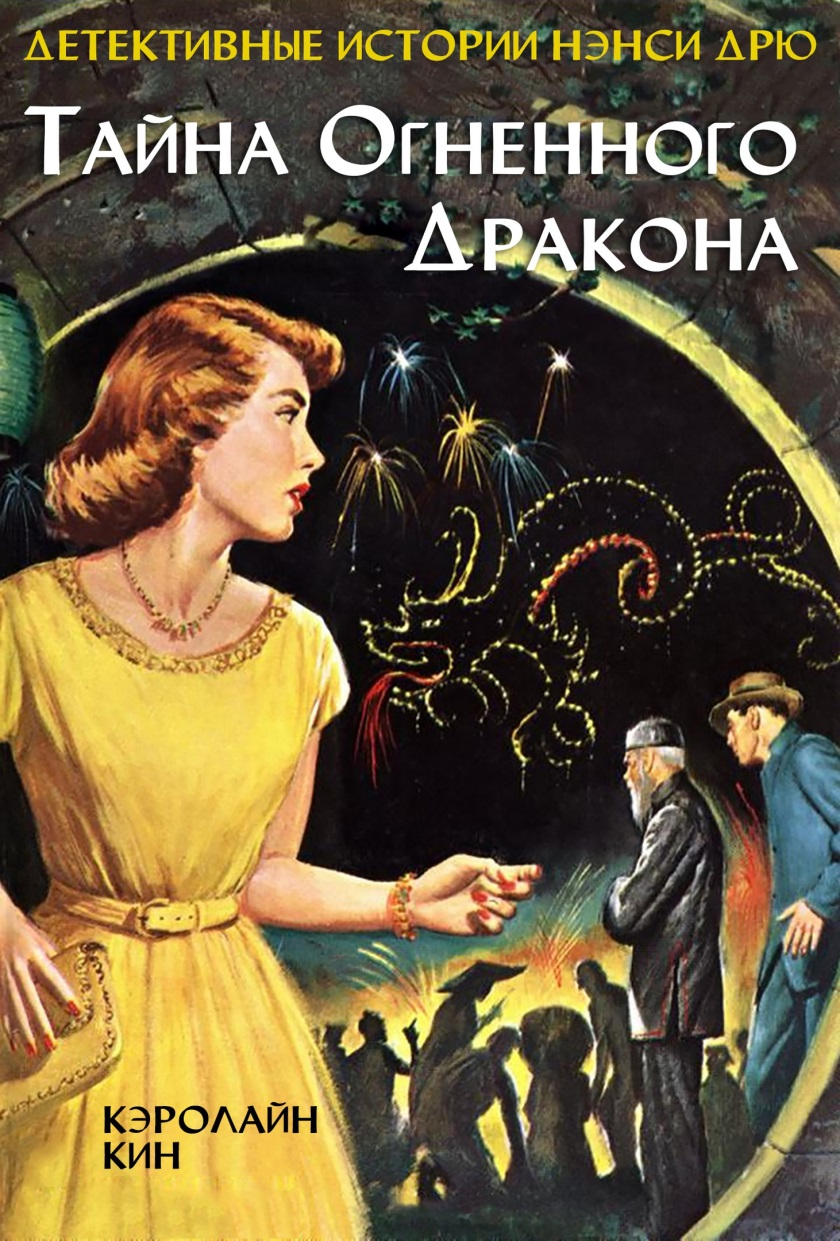 ДЕТЕКТИВНЫЕ ИСТОРИИ НЭНСИ ДРЮ
ТАЙНА ОГНЕННОГО
ДРАКОНА
КЭРОЛАЙН
КИН